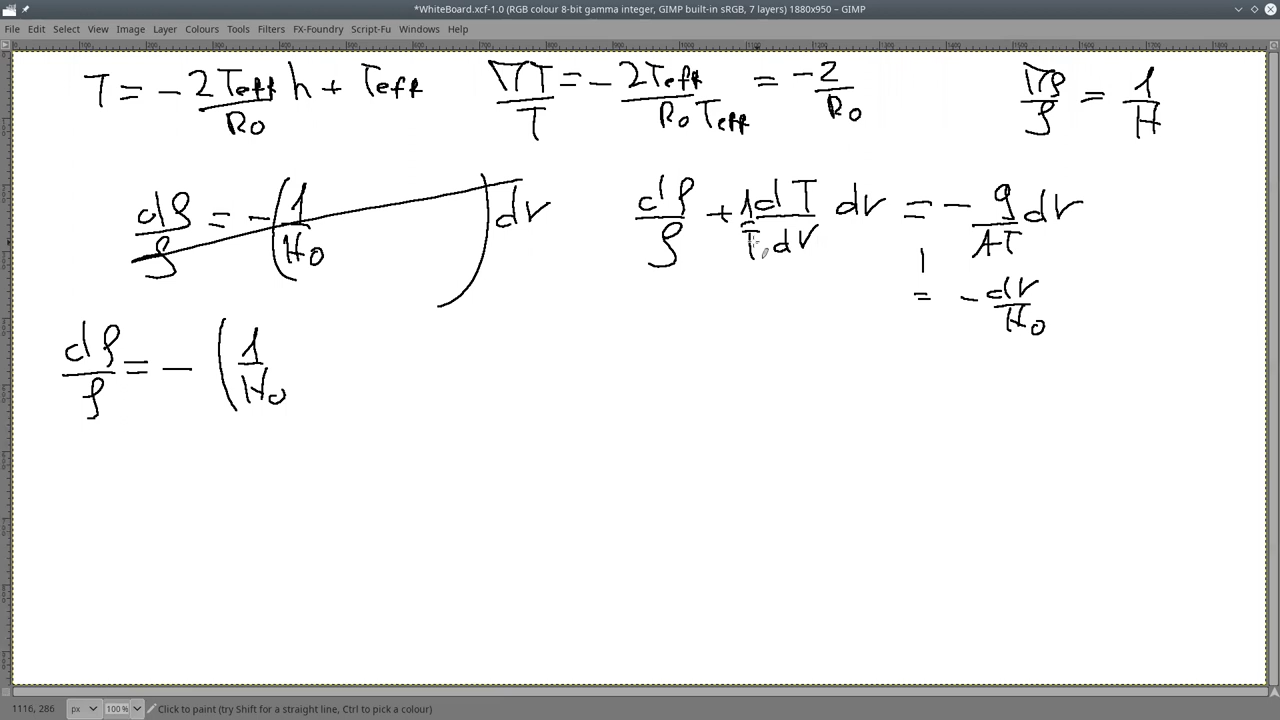 *WhiteBoard.xcf-1.0 (RGB colour 8-bit gamma integer, GIMP built-in sRGB, 7 layers) 1880x950 – GIMP
File Edit Select View Image Layer Colours Tools Filters FX-Foundry Script-Fu Windows Help
T = - 2Teff/R0 h + Teff    ∇T/T = - 2Teff/R0Teff = -2/R0    ∇ρ/ρ = 1/H
dρ/ρ = -(1/H0 ) dr    dρ/ρ + 1/T dT/dr dr = - g/AT dr
= - dr/H0
dρ/ρ = - (1/H0
1116, 286 px 100% Click to paint (try Shift for a straight line, Ctrl to pick a colour)